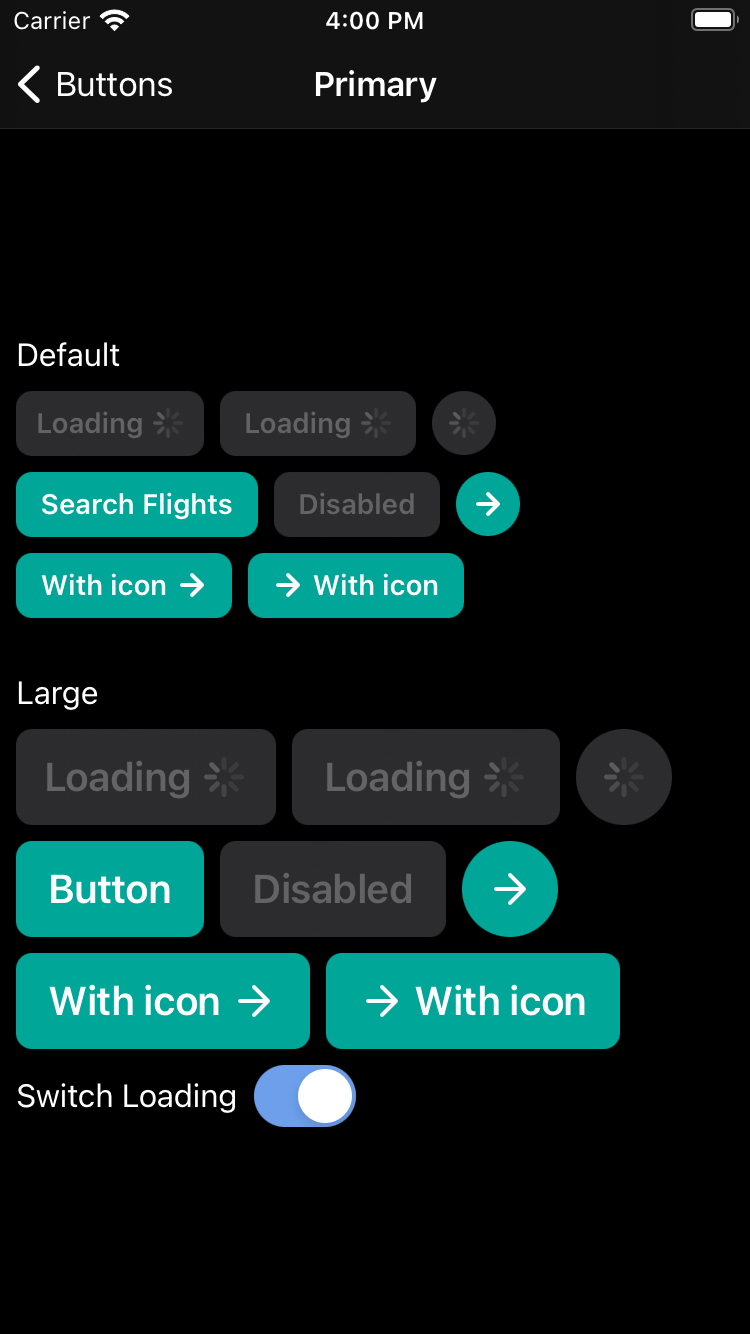 Carrier 4:00 PM
Buttons Primary
Default
Loading Loading
Search Flights Disabled
With icon With icon
Large
Loading Loading
Button Disabled
With icon With icon
Switch Loading